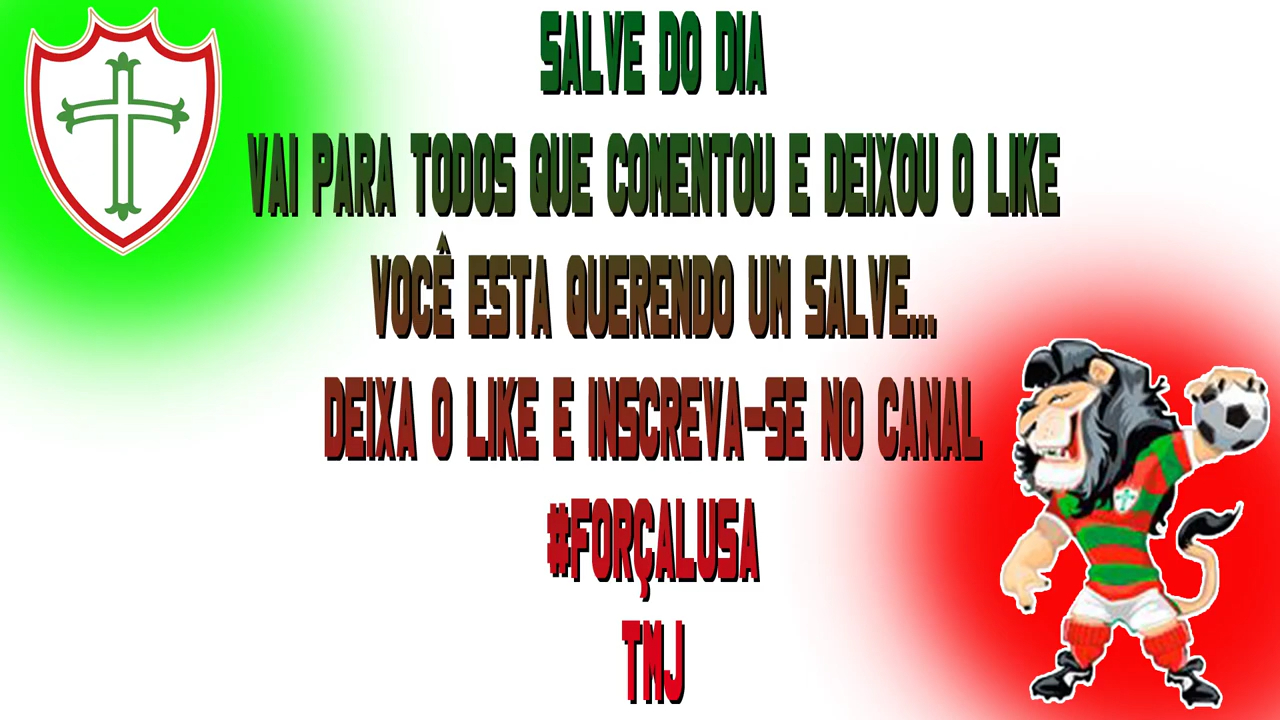 SALVE DO DIA
VAI PARA TODOS QUE COMENTOU E DEIXOU O LIKE
VOCÊ ESTA QUERENDO UM SALVE...
DEIXA O LIKE E INSCREVA-SE NO CANAL
#FORÇALUSA
TMJ